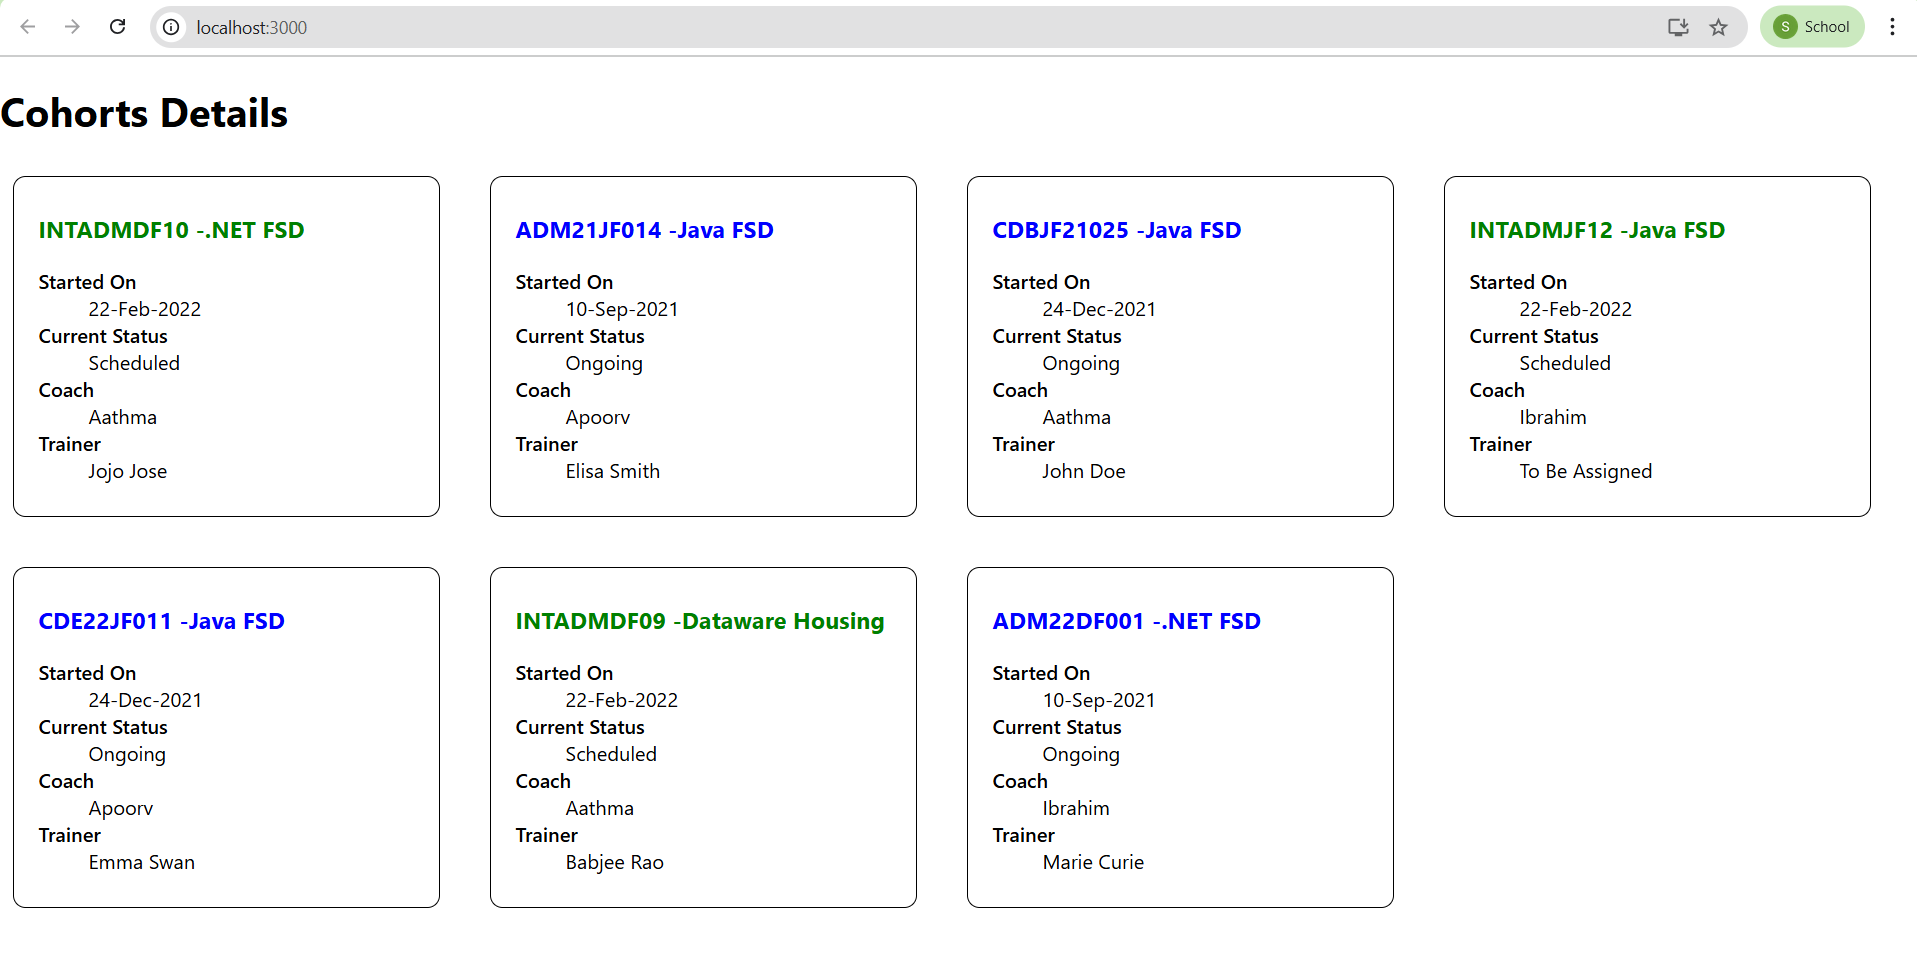 localhost:3000
S School
Cohorts Details
INTADMDF10 -.NET FSD
Started On
22-Feb-2022
Current Status
Scheduled
Coach
Aathma
Trainer
Jojo Jose
ADM21JF014 -Java FSD
Started On
10-Sep-2021
Current Status
Ongoing
Coach
Apoorv
Trainer
Elisa Smith
CDBJF21025 -Java FSD
Started On
24-Dec-2021
Current Status
Ongoing
Coach
Aathma
Trainer
John Doe
INTADMJF12 -Java FSD
Started On
22-Feb-2022
Current Status
Scheduled
Coach
Ibrahim
Trainer
To Be Assigned
CDE22JF011 -Java FSD
Started On
24-Dec-2021
Current Status
Ongoing
Coach
Apoorv
Trainer
Emma Swan
INTADMDF09 -Dataware Housing
Started On
22-Feb-2022
Current Status
Scheduled
Coach
Aathma
Trainer
Babjee Rao
ADM22DF001 -.NET FSD
Started On
10-Sep-2021
Current Status
Ongoing
Coach
Ibrahim
Trainer
Marie Curie